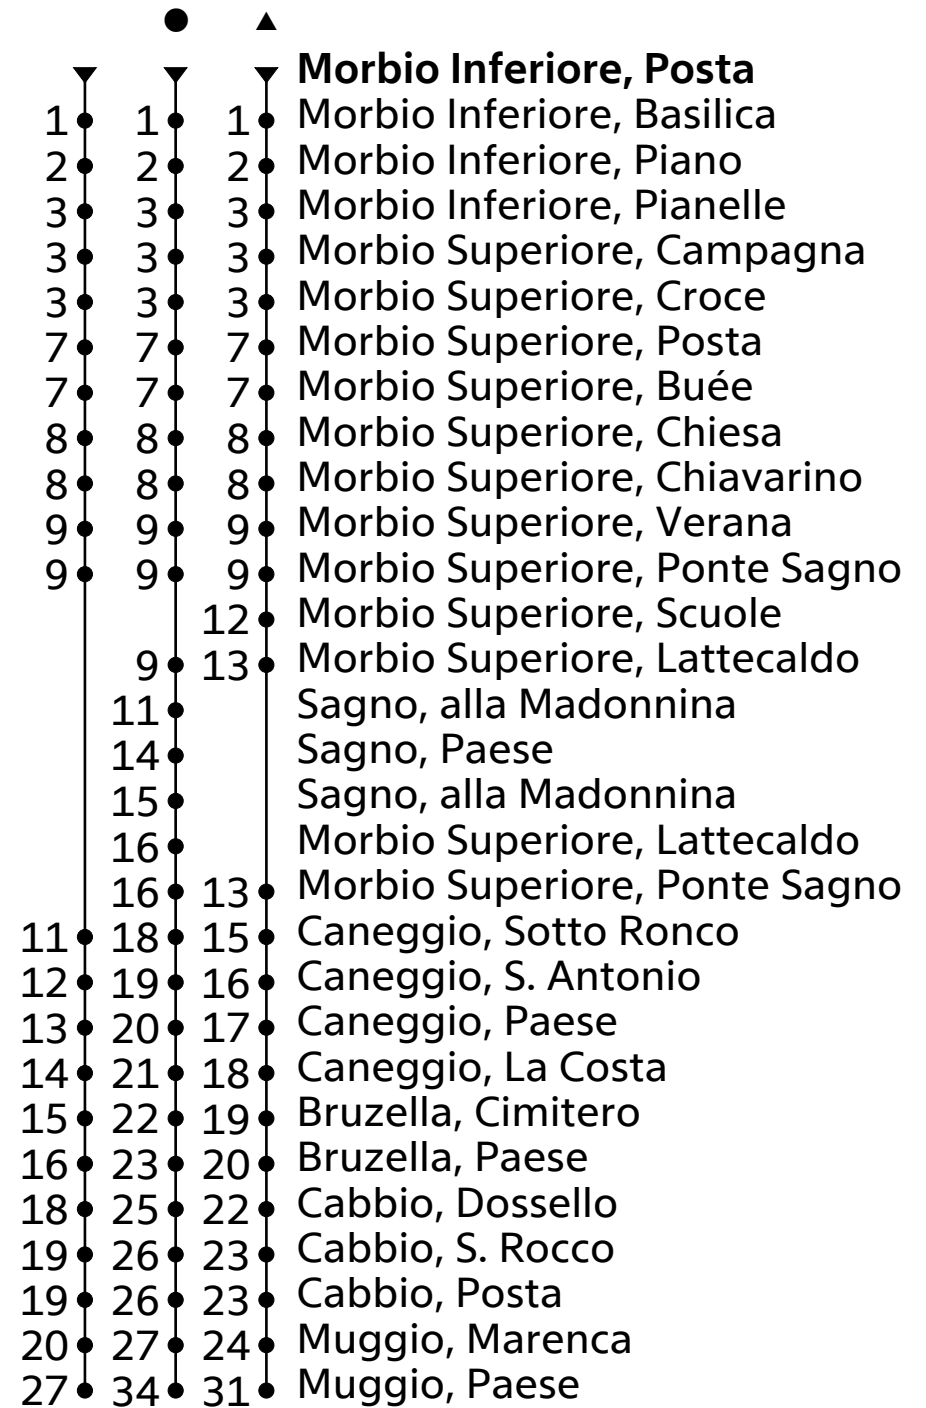 Morbio Inferiore, Posta
1 1 1 Morbio Inferiore, Basilica
2 2 2 Morbio Inferiore, Piano
3 3 3 Morbio Inferiore, Pianelle
3 3 3 Morbio Superiore, Campagna
3 3 3 Morbio Superiore, Croce
7 7 7 Morbio Superiore, Posta
7 7 7 Morbio Superiore, Buée
8 8 8 Morbio Superiore, Chiesa
8 8 8 Morbio Superiore, Chiavarino
9 9 9 Morbio Superiore, Verana
9 9 9 Morbio Superiore, Ponte Sagno
12 Morbio Superiore, Scuole
9 13 Morbio Superiore, Lattecaldo
11 Sagno, alla Madonnina
14 Sagno, Paese
15 Sagno, alla Madonnina
16 Morbio Superiore, Lattecaldo
16 13 Morbio Superiore, Ponte Sagno
11 18 15 Caneggio, Sotto Ronco
12 19 16 Caneggio, S. Antonio
13 20 17 Caneggio, Paese
14 21 18 Caneggio, La Costa
15 22 19 Bruzella, Cimitero
16 23 20 Bruzella, Paese
18 25 22 Cabbio, Dossello
19 26 23 Cabbio, S. Rocco
19 26 23 Cabbio, Posta
20 27 24 Muggio, Marenca
27 34 31 Muggio, Paese